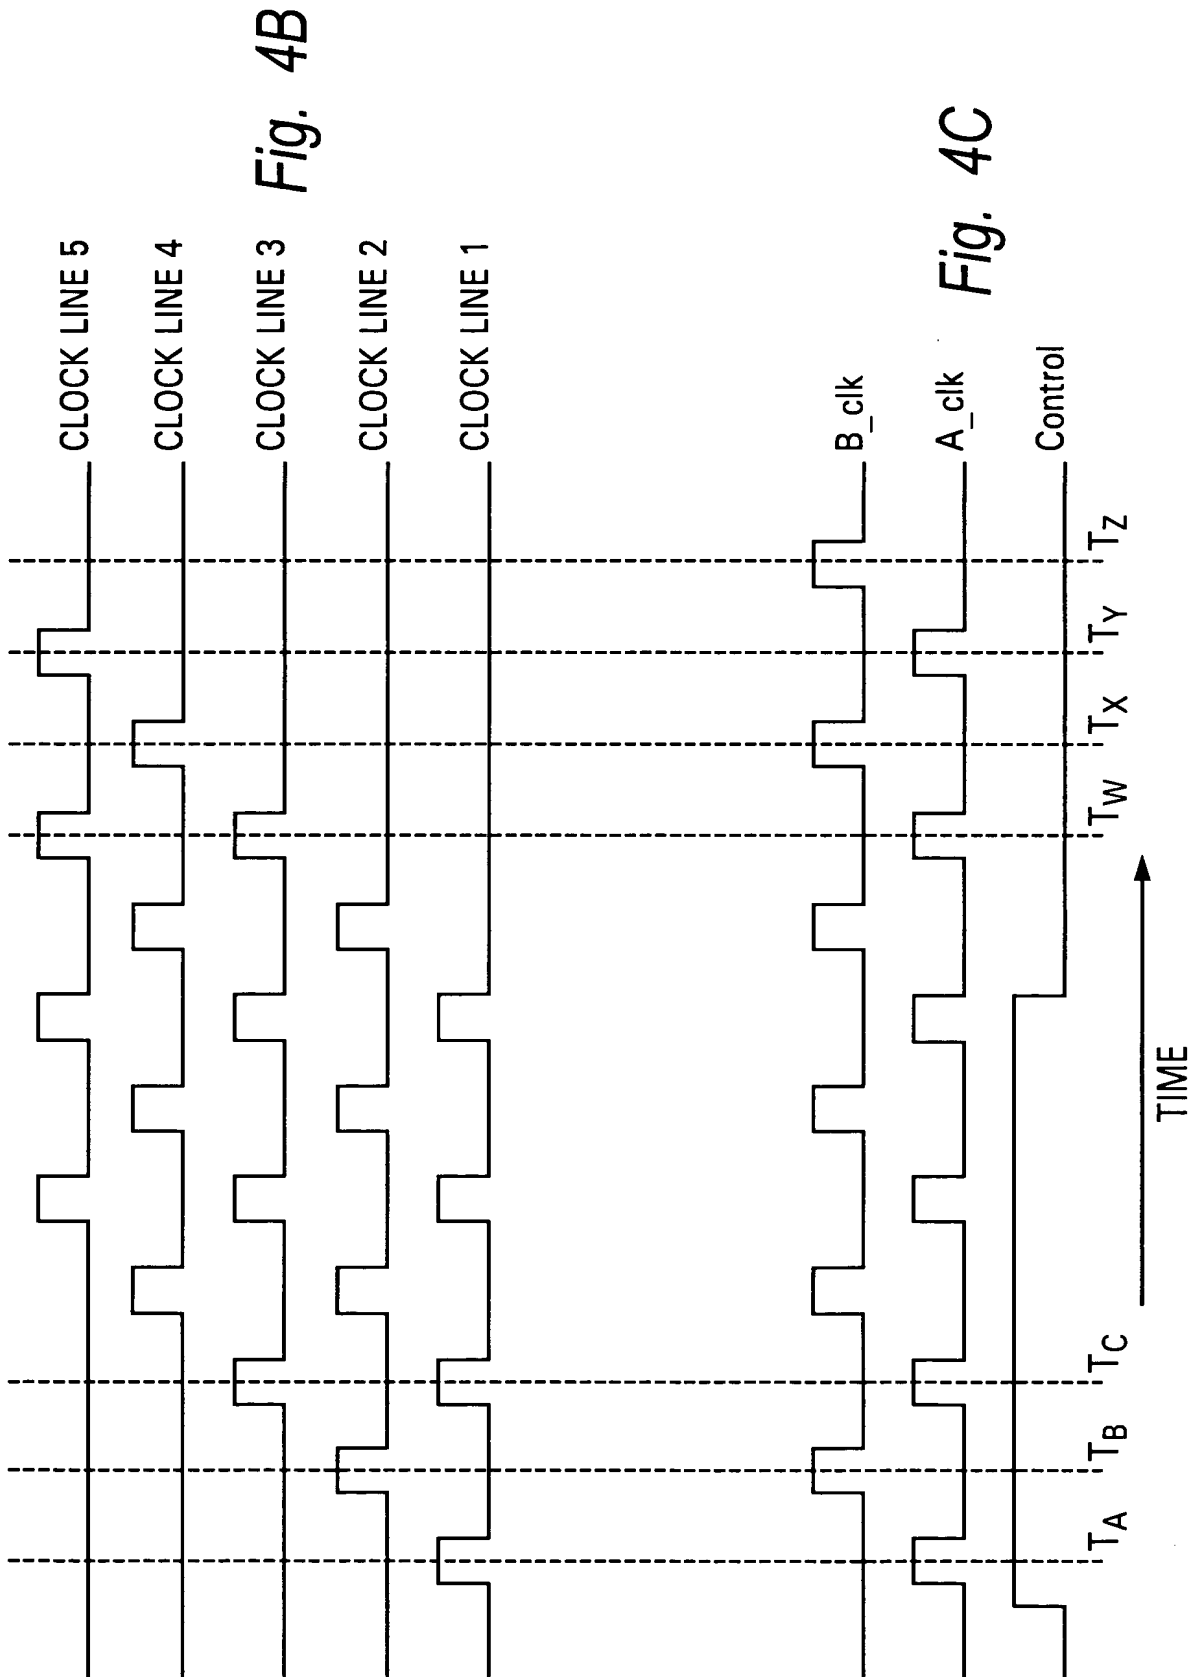 CLOCK LINE 5
CLOCK LINE 4
CLOCK LINE 3
CLOCK LINE 2
CLOCK LINE 1
Fig. 4B
B_clk
A_clk
Control
TA TB TC TW TX TY TZ
TIME
Fig. 4C